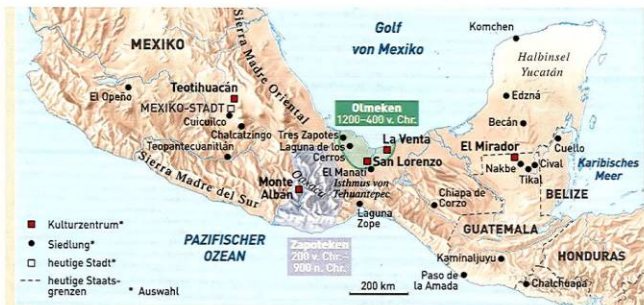 MEXIKO
Golf
von Mexiko
Komchen
Halbinsel
Yucatán
Sierra Madre Oriental
El Opeño
Teotihuacán
MEXIKO-STADT
Cuicuilco
Chalcatzingo
Teopantecuanitlán
Sierra Madre del Sur
Olmeken
1200–400 v. Chr.
Tres Zapotes
Laguna de los
Cerros
La Venta
San Lorenzo
El Manatí
Isthmus von
Tehuantepec
Oaxaca
Monte
Albán
Laguna
Zope
Edzná
Becán
El Mirador
Nakbe
Cival
Tikal
Cuello
Karibisches
Meer
BELIZE
Chiapa de
Corzo
GUATEMALA
HONDURAS
Kaminaljuyu
Paso de
la Amada
Chalchuapa
PAZIFISCHER
OZEAN
Zapoteken
200 v. Chr.–
900 n. Chr.
200 km
Kulturzentrum*
Siedlung*
heutige Stadt*
heutige Staats-
grenzen
* Auswahl